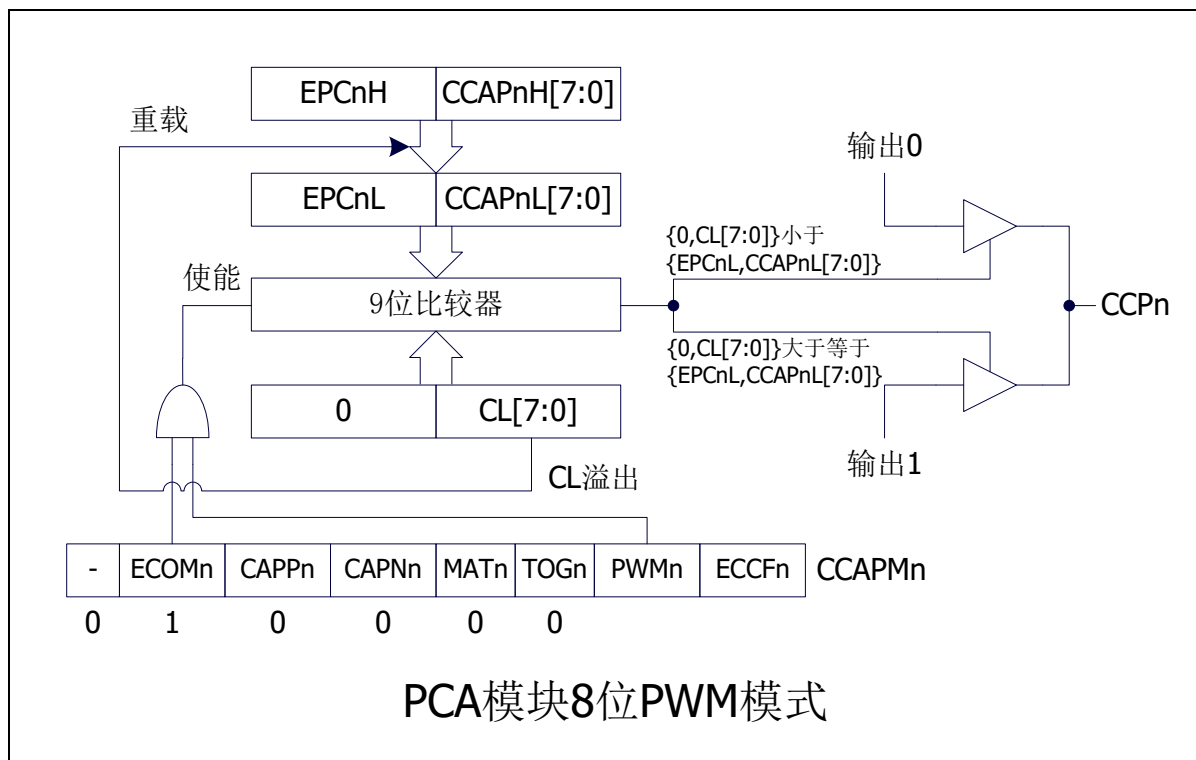 EPCnH CCAPnH[7:0]
重载
输出0
EPCnL CCAPnL[7:0]
{0,CL[7:0]}小于
{EPCnL,CCAPnL[7:0]}
使能
9位比较器
CCPn
{0,CL[7:0]}大于等于
{EPCnL,CCAPnL[7:0]}
0 CL[7:0]
输出1
CL溢出
- ECOMn CAPPn CAPNn MATn TOGn PWMn ECCFn CCAPMn
0 1 0 0 0 0
PCA模块8位PWM模式